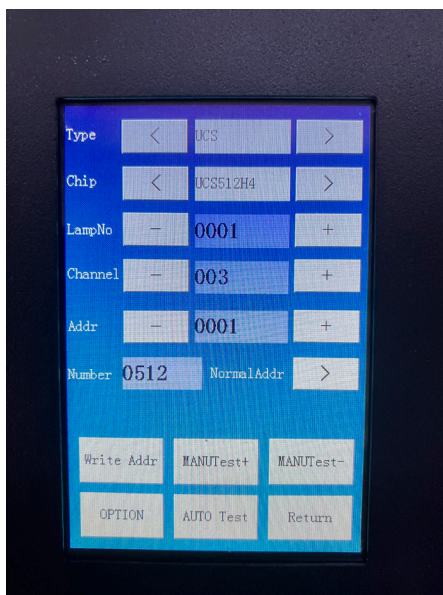 Type < UCS >
Chip < UCS512H4 >
LampNo - 0001 +
Channel - 003 +
Addr - 0001 +
Number 0512 NormalAddr >
Write Addr MANUTest+ MANUTest-
OPTION AUTO Test Return